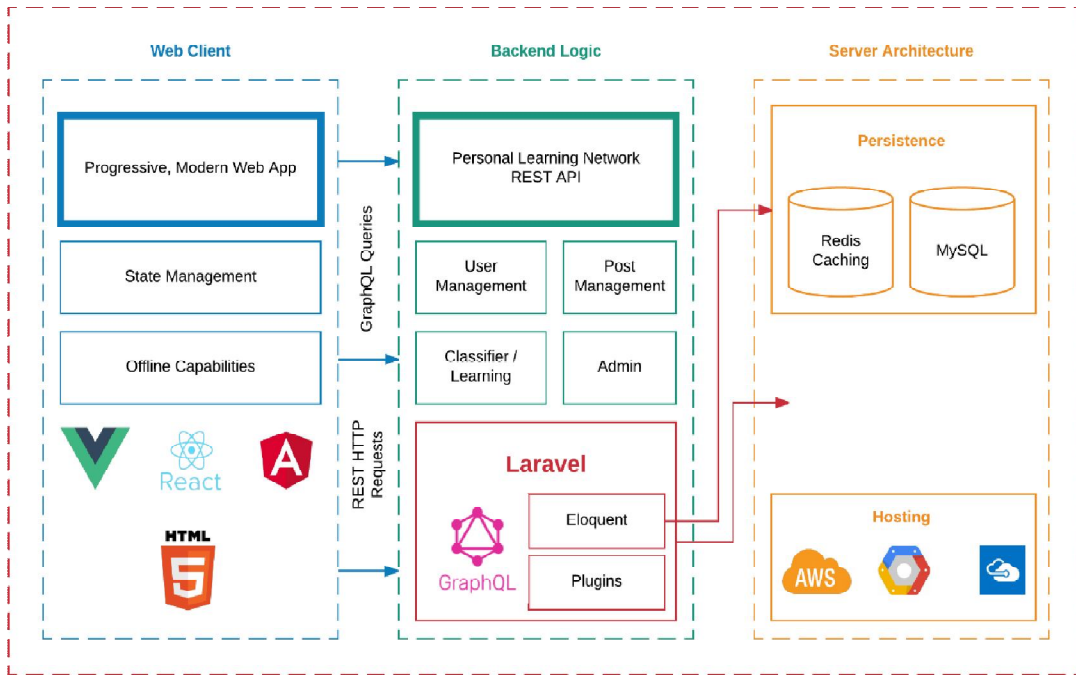 Web Client
Backend Logic
Server Architecture
Progressive, Modern Web App
State Management
Offline Capabilities
React
HTML
5
A
GraphQL Queries
REST HTTP
Requests
Personal Learning Network
REST API
User
Management
Post
Management
Classifier /
Learning
Admin
Laravel
GraphQL
Eloquent
Plugins
Persistence
Redis
Caching
MySQL
Hosting
AWS